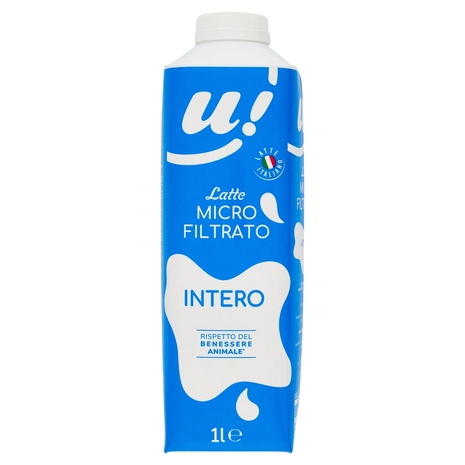 u!
LATTE
ITALIANO
Latte
MICRO
FILTRATO
INTERO
RISPETTO DEL
BENESSERE
ANIMALE*
1l e